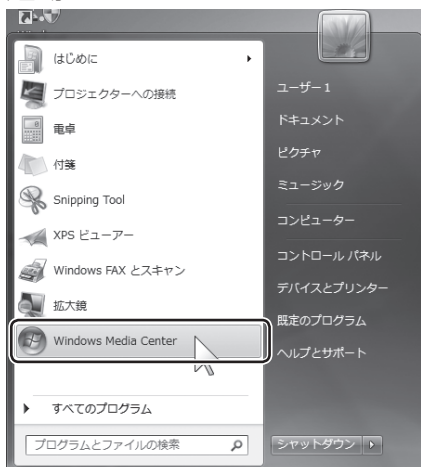 はじめに
プロジェクターへの接続
電卓
付箋
Snipping Tool
XPS ビューアー
Windows FAX とスキャン
拡大鏡
Windows Media Center
すべてのプログラム
プログラムとファイルの検索
ユーザー1
ドキュメント
ピクチャ
ミュージック
コンピューター
コントロール パネル
デバイスとプリンター
既定のプログラム
ヘルプとサポート
シャットダウン